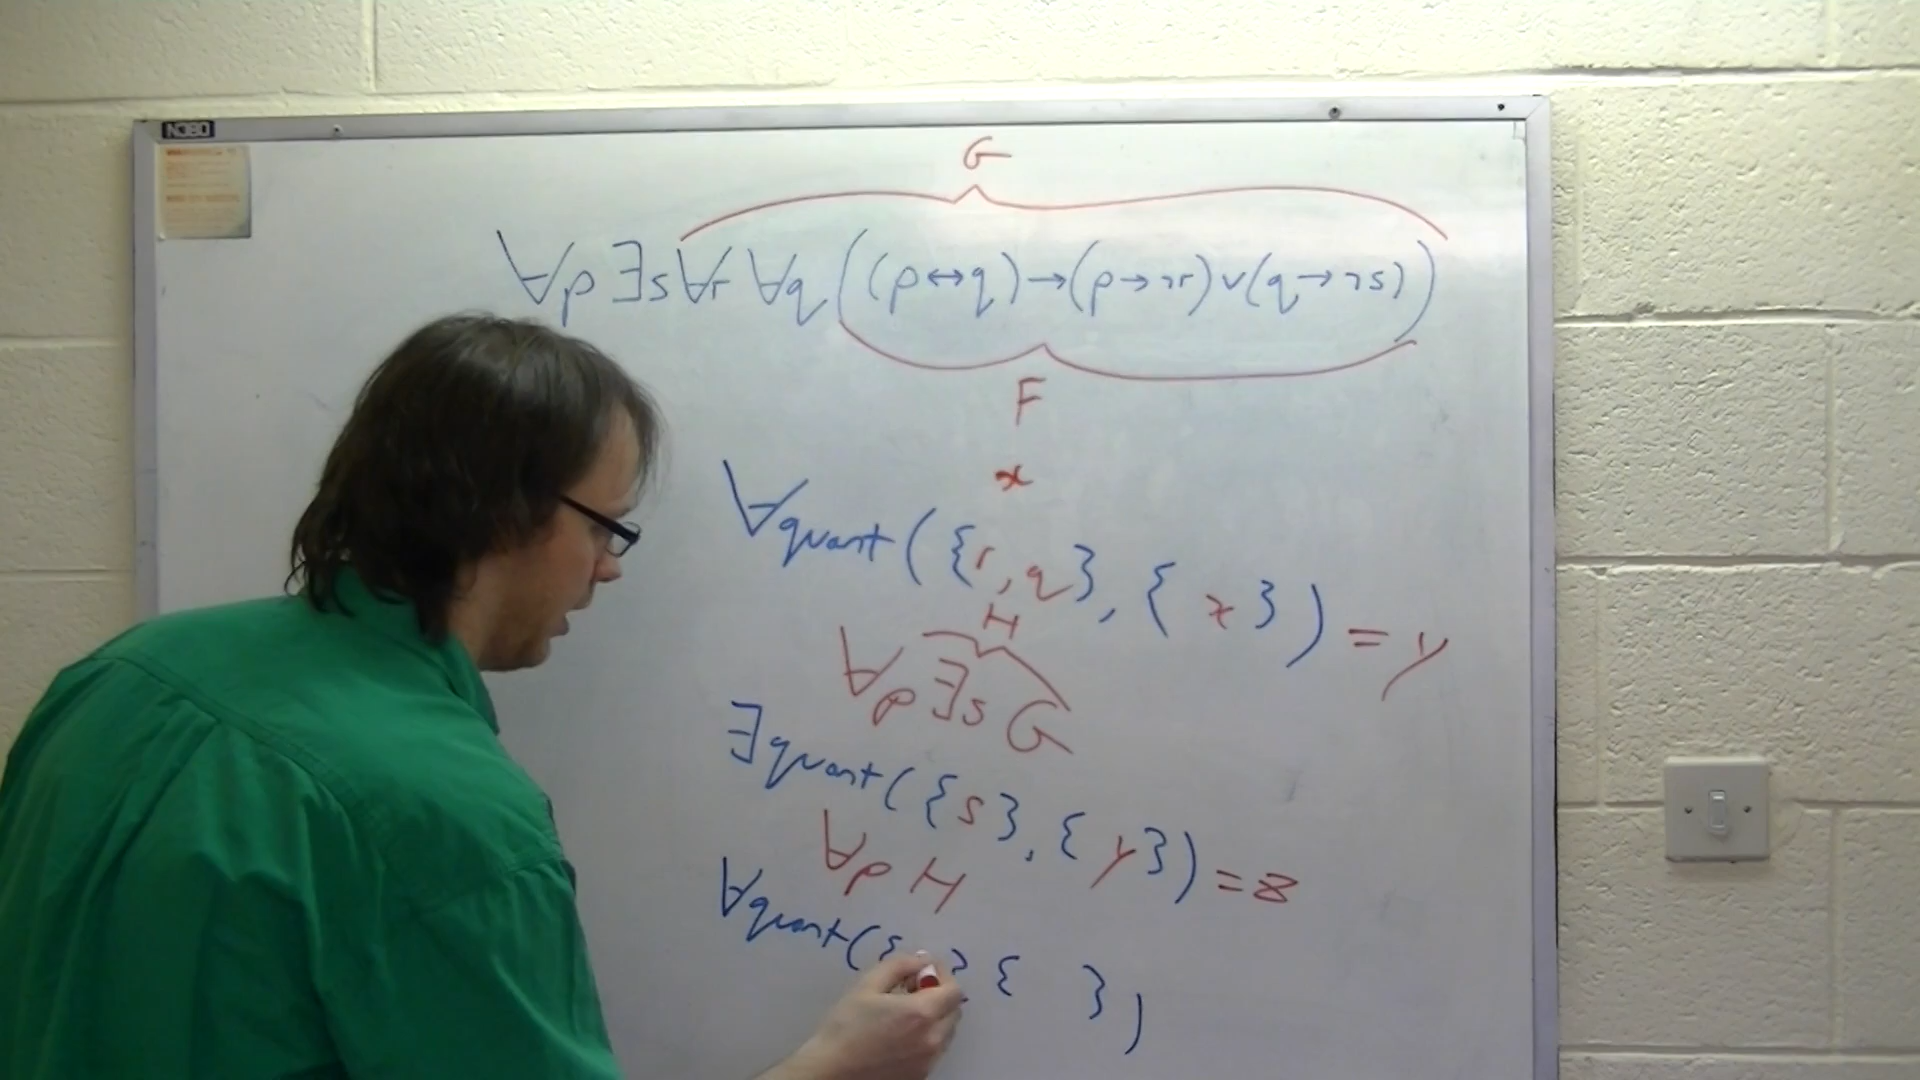 NOBO
G
∀p ∃s ∀r ∀q ((p↔q)→(p→¬r)∨(q→¬s))
F
x
∀quant({r,q}, {x}) = y
H
∀p ∃s G
∃quant({s}, {y}) = z
∀p H
∀quant({ } { })